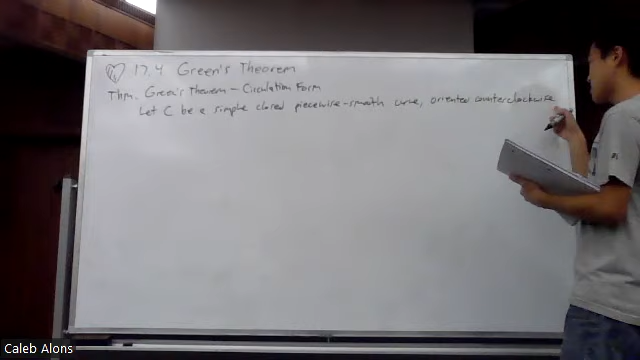 17.4 Green's Theorem
Thm. Green's Theorem - Circulation Form
Let C be a simple closed piecewise-smooth curve, oriented counterclockwise
Caleb Alons